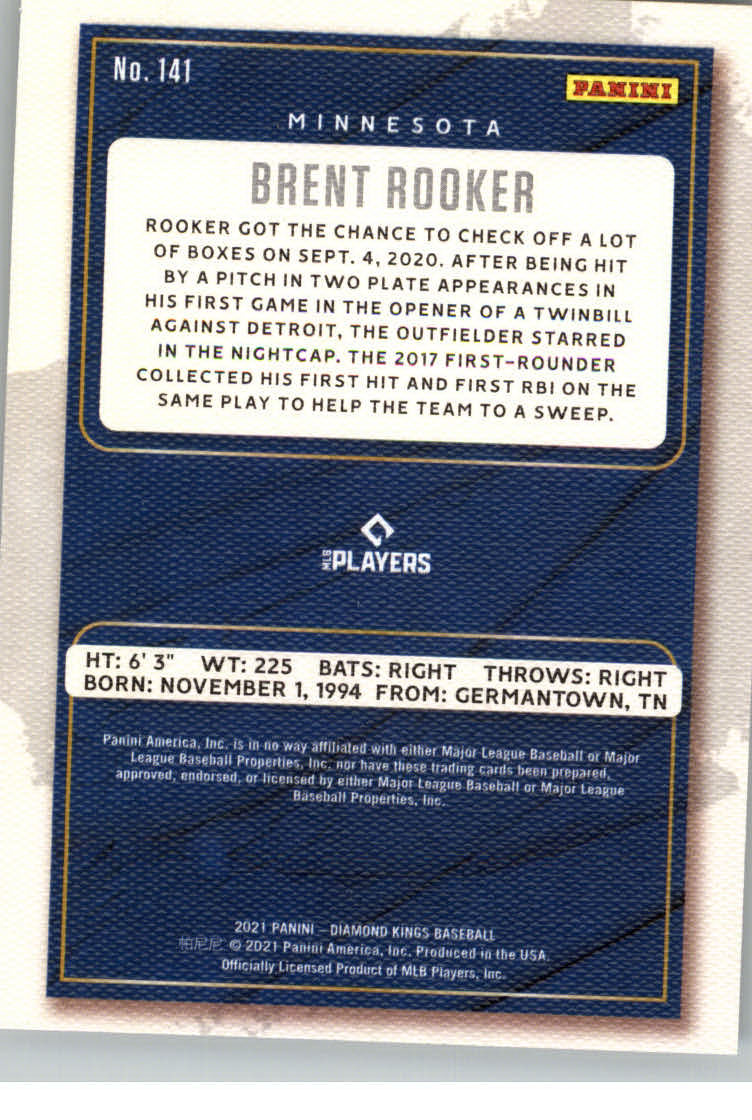 No. 141
PANINI
MINNESOTA
BRENT ROOKER
ROOKER GOT THE CHANCE TO CHECK OFF A LOT
OF BOXES ON SEPT. 4, 2020. AFTER BEING HIT
BY A PITCH IN TWO PLATE APPEARANCES IN
HIS FIRST GAME IN THE OPENER OF A TWINBILL
AGAINST DETROIT, THE OUTFIELDER STARRED
IN THE NIGHTCAP. THE 2017 FIRST-ROUNDER
COLLECTED HIS FIRST HIT AND FIRST RBI ON THE
SAME PLAY TO HELP THE TEAM TO A SWEEP.
MLB PLAYERS
HT: 6' 3" WT: 225 BATS: RIGHT THROWS: RIGHT
BORN: NOVEMBER 1, 1994 FROM: GERMANTOWN, TN
Panini America, Inc. is in no way affiliated with either Major League Baseball or Major
League Baseball Properties, Inc. nor have these trading cards been prepared,
approved, endorsed, or licensed by either Major League Baseball or Major League
Baseball Properties, Inc.
2021 PANINI – DIAMOND KINGS BASEBALL
帕尼尼 © 2021 Panini America, Inc. Produced in the USA.
Officially Licensed Product of MLB Players, Inc.